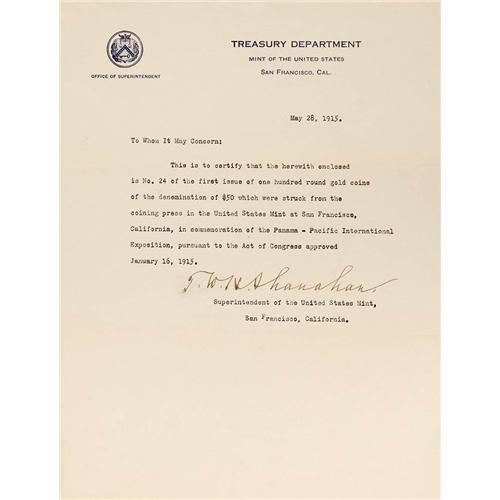 TREASURY DEPARTMENT
MINT OF THE UNITED STATES
SAN FRANCISCO, CAL.
OFFICE OF SUPERINTENDENT
May 28, 1915.
To Whom It May Concern:
This is to certify that the herewith enclosed
is No. 24 of the first issue of one hundred round gold coins
of the denomination of $50 which were struck from the
coining press in the United States Mint at San Francisco,
California, in commemoration of the Panama - Pacific International
Exposition, pursuant to the Act of Congress approved
January 16, 1915.
T. W. H. Shanahan
Superintendent of the United States Mint,
San Francisco, California.